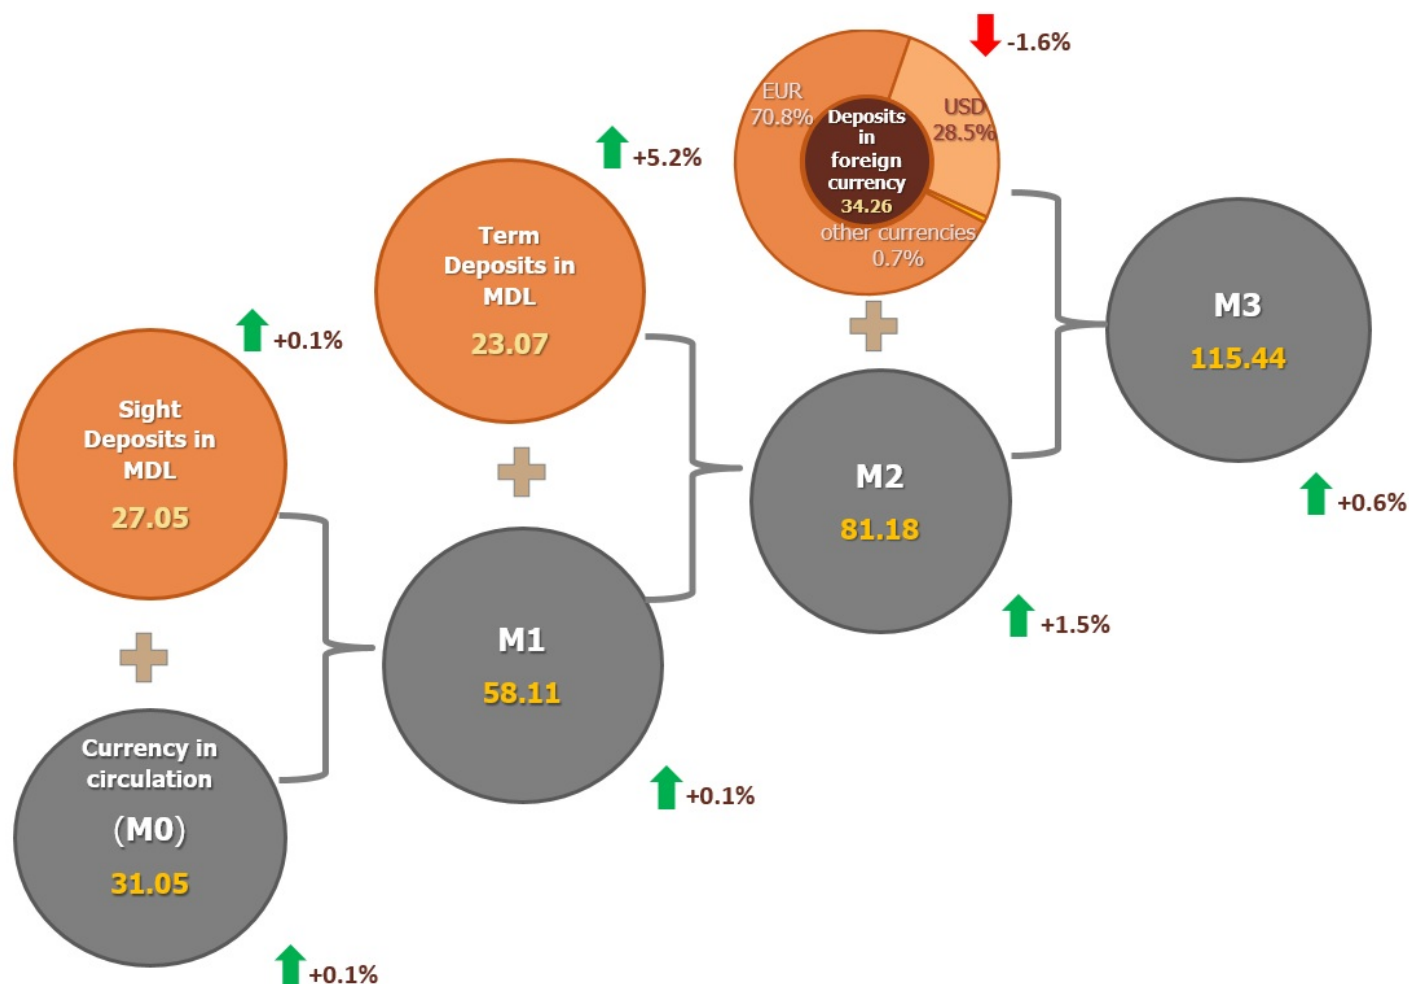 -1.6%
EUR
70.8%
USD
28.5%
Deposits
in
foreign
currency
34.26
other currencies
0.7%
+5.2%
Term
Deposits in
MDL
23.07
M3
115.44
+0.6%
+0.1%
Sight
Deposits in
MDL
27.05
M2
81.18
+1.5%
M1
58.11
+0.1%
Currency in
circulation
(M0)
31.05
+0.1%